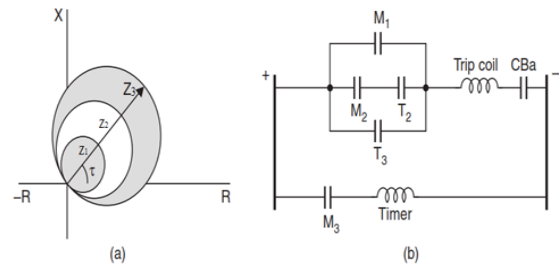 X
Z₃
z₂
z₁
τ
–R
R
(a)
M₁
+
Trip coil
CBa
–
M₂
T₂
T₃
M₃
Timer
(b)